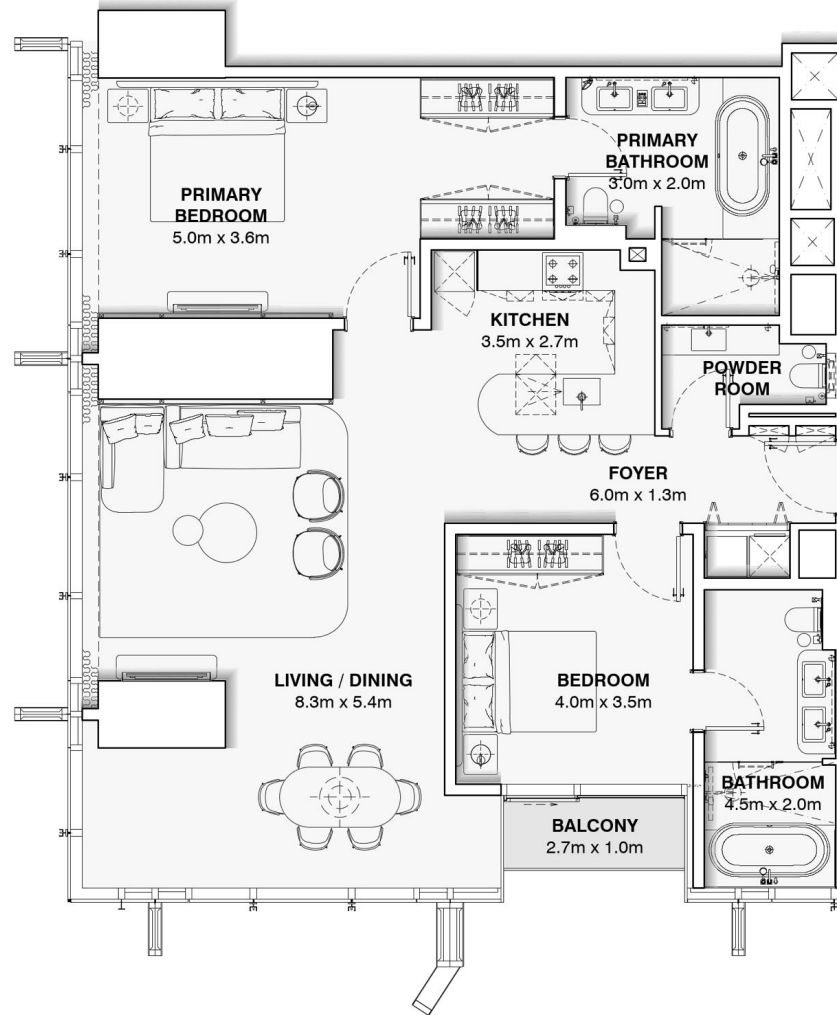 PRIMARY
BEDROOM
5.0m x 3.6m
PRIMARY
BATHROOM
3.0m x 2.0m
KITCHEN
3.5m x 2.7m
POWDER
ROOM
FOYER
6.0m x 1.3m
LIVING / DINING
8.3m x 5.4m
BEDROOM
4.0m x 3.5m
BATHROOM
4.5m x 2.0m
BALCONY
2.7m x 1.0m